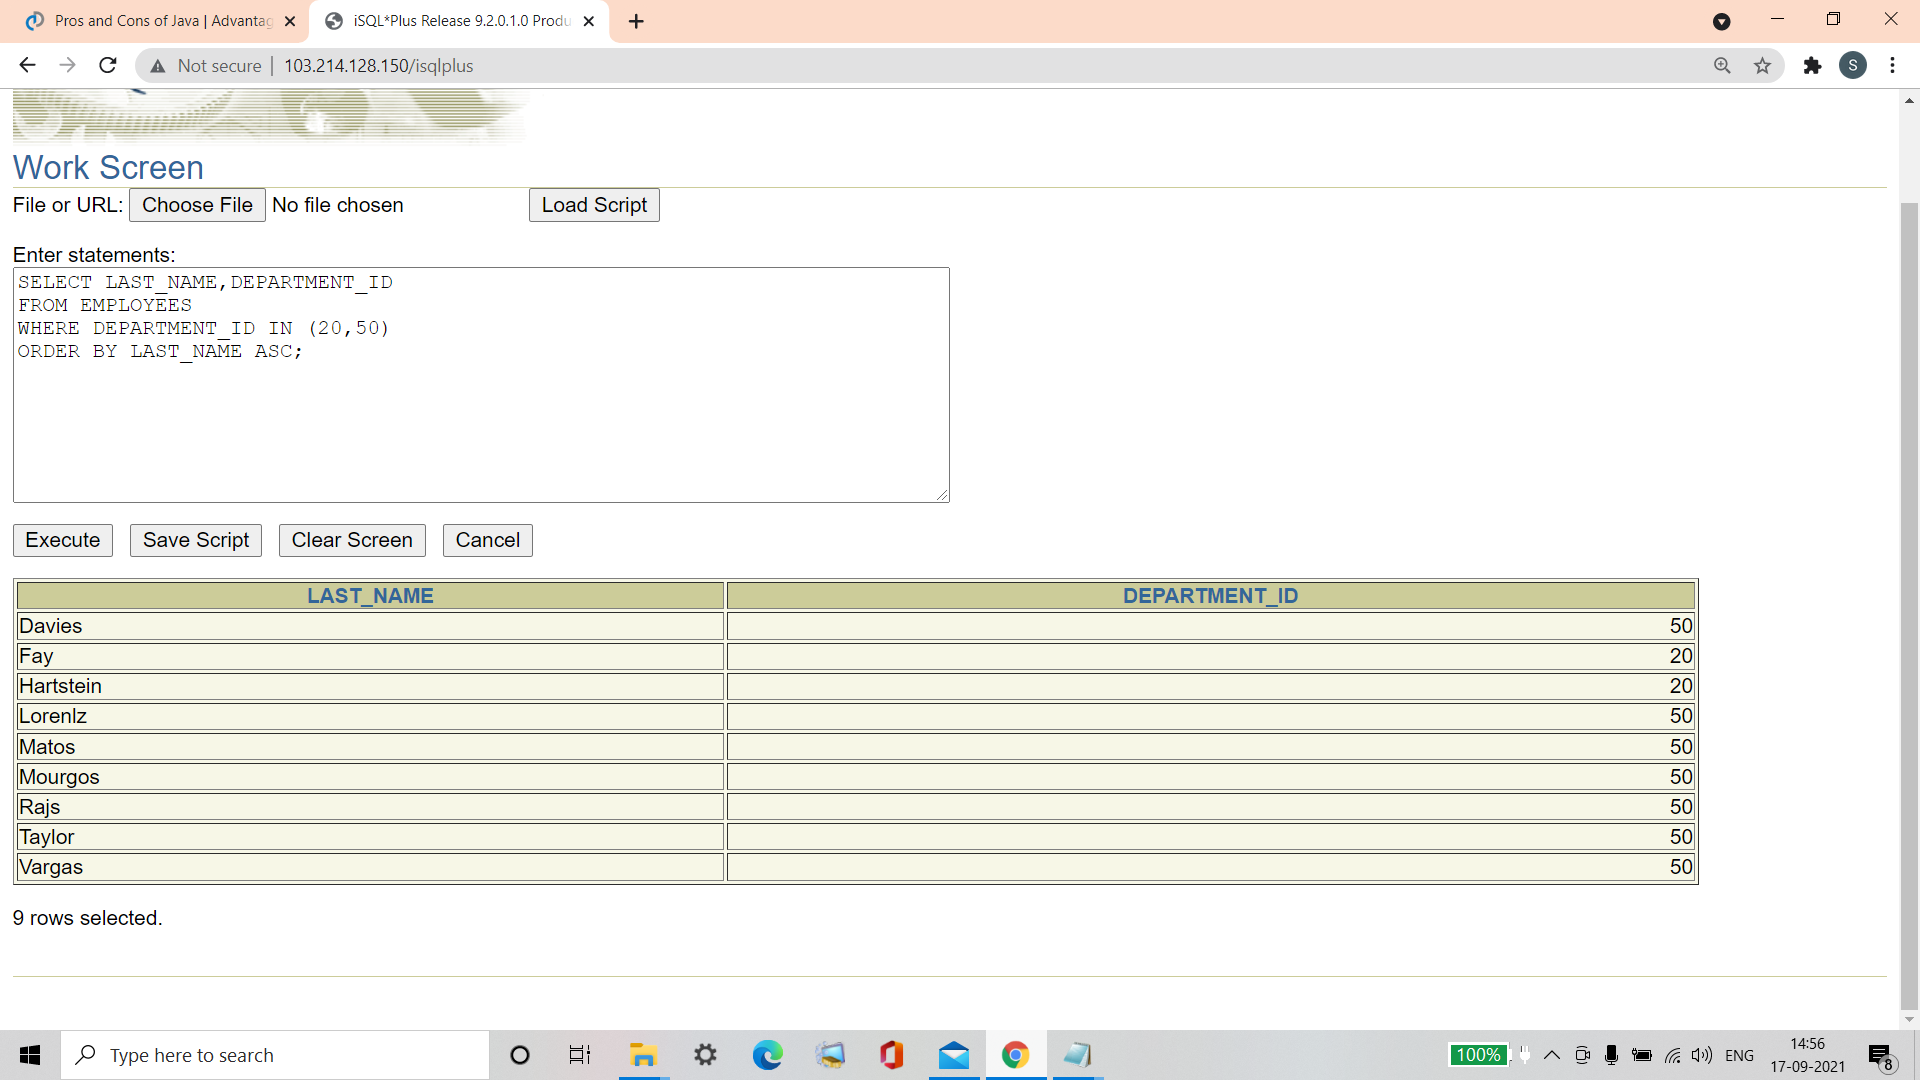 Pros and Cons of Java | Advantag
iSQL*Plus Release 9.2.0.1.0 Produ
Not secure
103.214.128.150/isqlplus
S
Work Screen
File or URL: Choose File No file chosen Load Script
Enter statements:
SELECT LAST_NAME,DEPARTMENT_ID
FROM EMPLOYEES
WHERE DEPARTMENT_ID IN (20,50)
ORDER BY LAST_NAME ASC;
Execute Save Script Clear Screen Cancel
LAST_NAME DEPARTMENT_ID
Davies 50
Fay 20
Hartstein 20
Lorenlz 50
Matos 50
Mourgos 50
Rajs 50
Taylor 50
Vargas 50
9 rows selected.
Type here to search
100%
ENG
14:56
17-09-2021
8